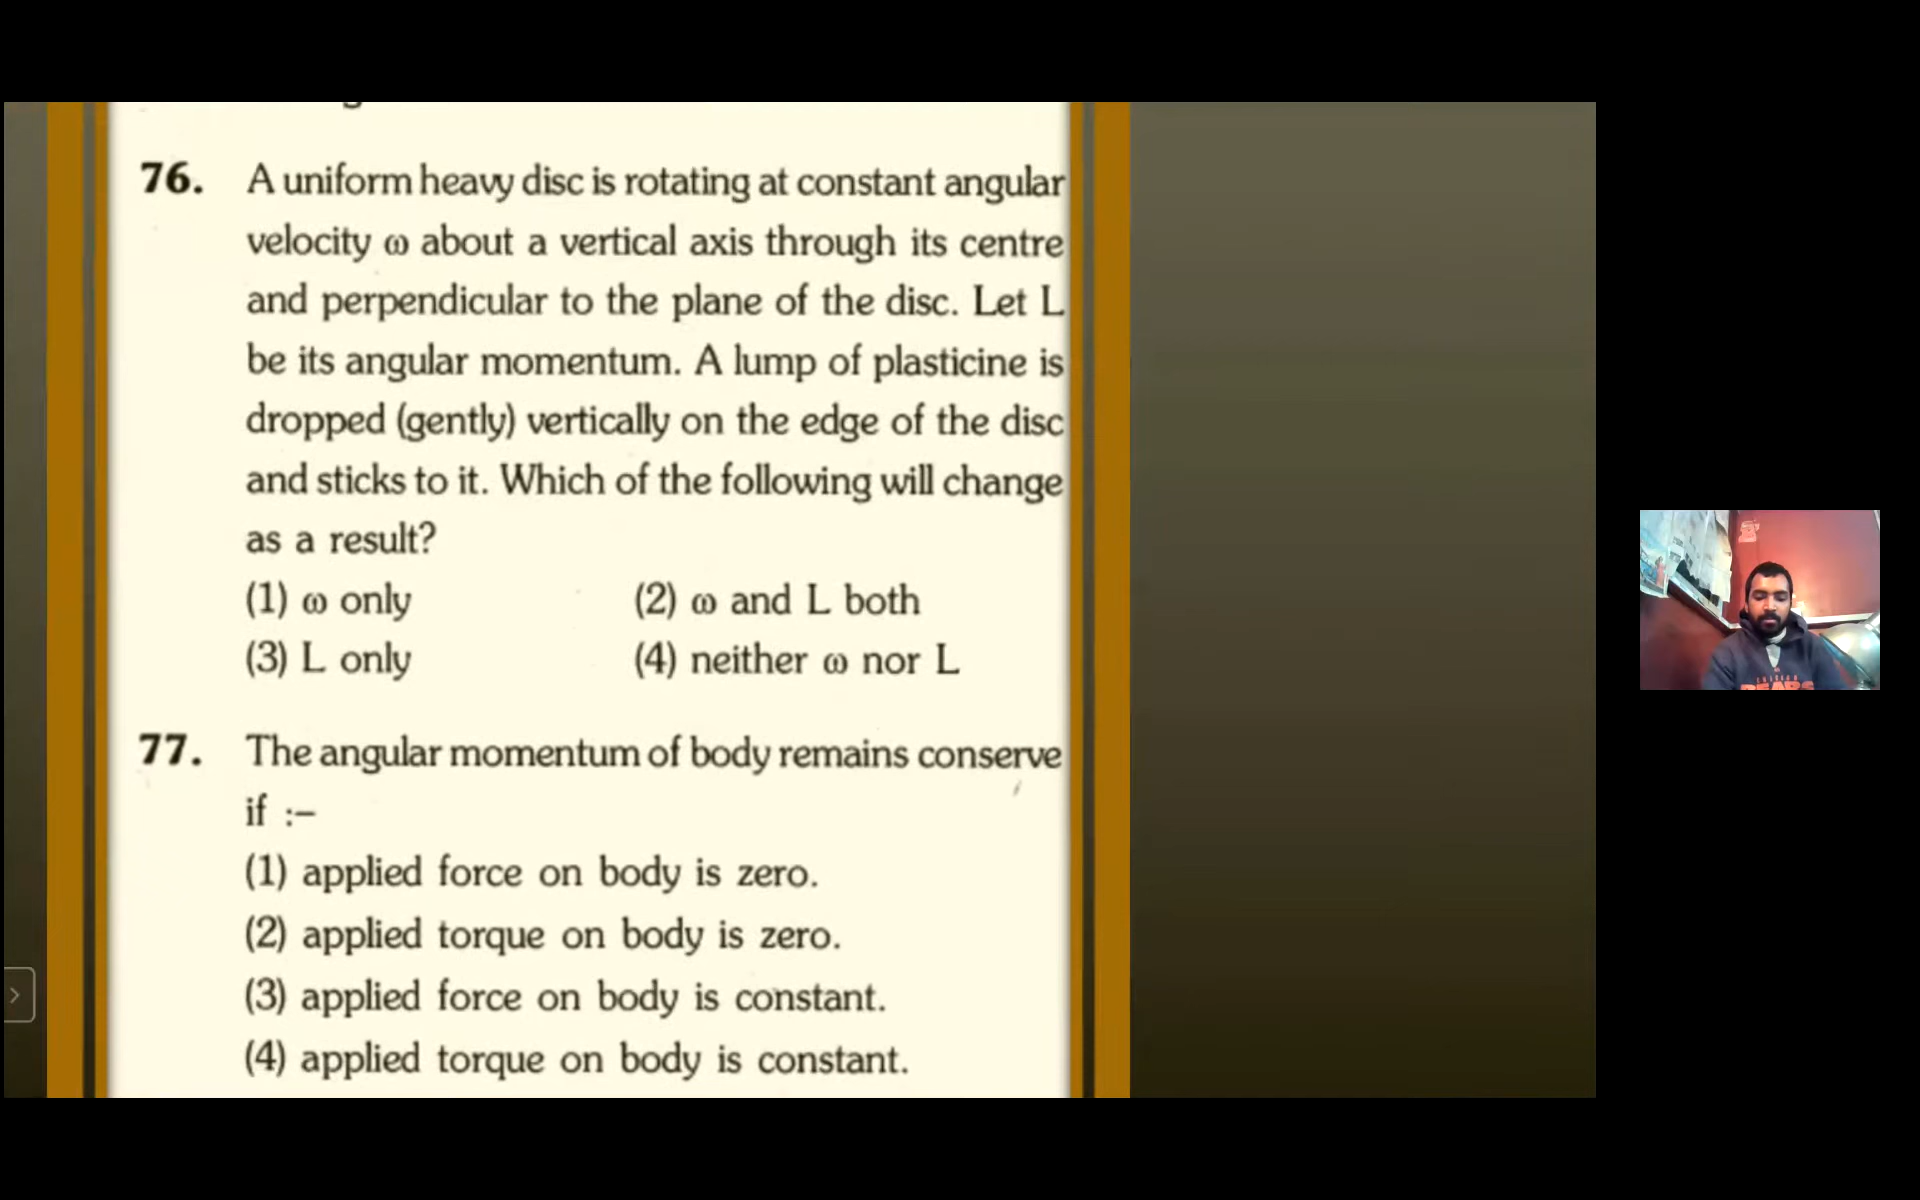 76. A uniform heavy disc is rotating at constant angular
velocity ω about a vertical axis through its centre
and perpendicular to the plane of the disc. Let L
be its angular momentum. A lump of plasticine is
dropped (gently) vertically on the edge of the disc
and sticks to it. Which of the following will change
as a result?
(1) ω only (2) ω and L both
(3) L only (4) neither ω nor L
77. The angular momentum of body remains conserve
if :–
(1) applied force on body is zero.
(2) applied torque on body is zero.
(3) applied force on body is constant.
(4) applied torque on body is constant.
BEARS